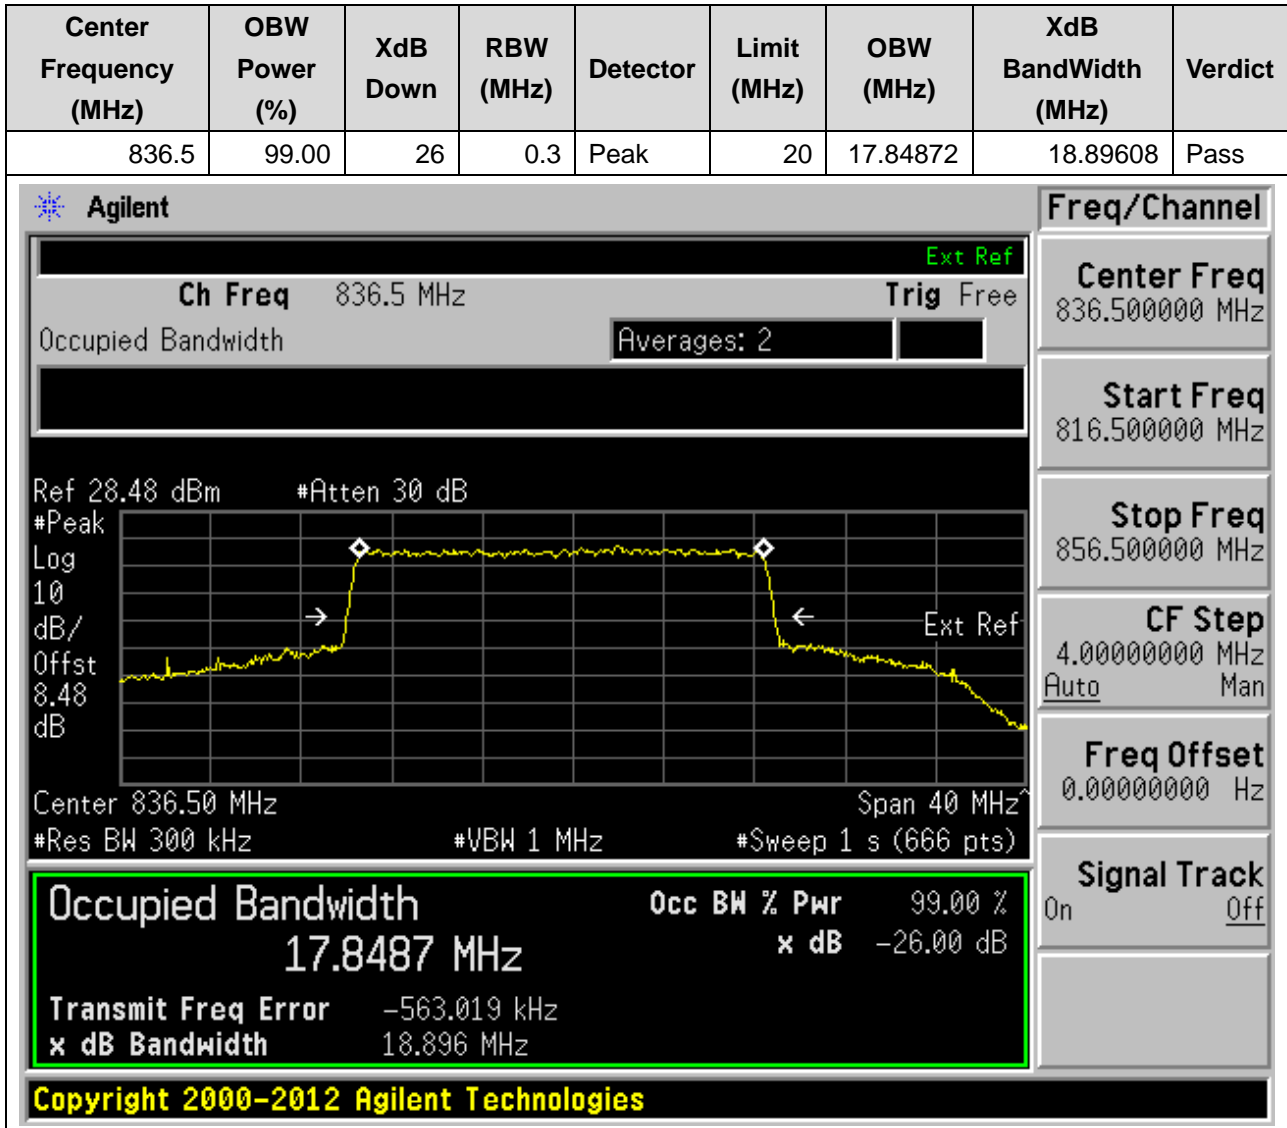 Center Frequency (MHz) OBW Power (%) XdB Down RBW (MHz) Detector Limit (MHz) OBW (MHz) XdB BandWidth (MHz) Verdict
836.5 99.00 26 0.3 Peak 20 17.84872 18.89608 Pass
Agilent
Freq/Channel
Ext Ref
Ch Freq 836.5 MHz Trig Free
Occupied Bandwidth Averages: 2
Center Freq
836.500000 MHz
Start Freq
816.500000 MHz
Stop Freq
856.500000 MHz
CF Step
4.00000000 MHz
Auto Man
Freq Offset
0.00000000 Hz
Signal Track
On Off
Ref 28.48 dBm #Atten 30 dB
#Peak
Log
10
dB/
Offst
8.48
dB
Ext Ref
Center 836.50 MHz Span 40 MHz^
#Res BW 300 kHz #VBW 1 MHz #Sweep 1 s (666 pts)
Occupied Bandwidth Occ BW % Pwr 99.00 %
17.8487 MHz x dB -26.00 dB
Transmit Freq Error -563.019 kHz
x dB Bandwidth 18.896 MHz
Copyright 2000-2012 Agilent Technologies